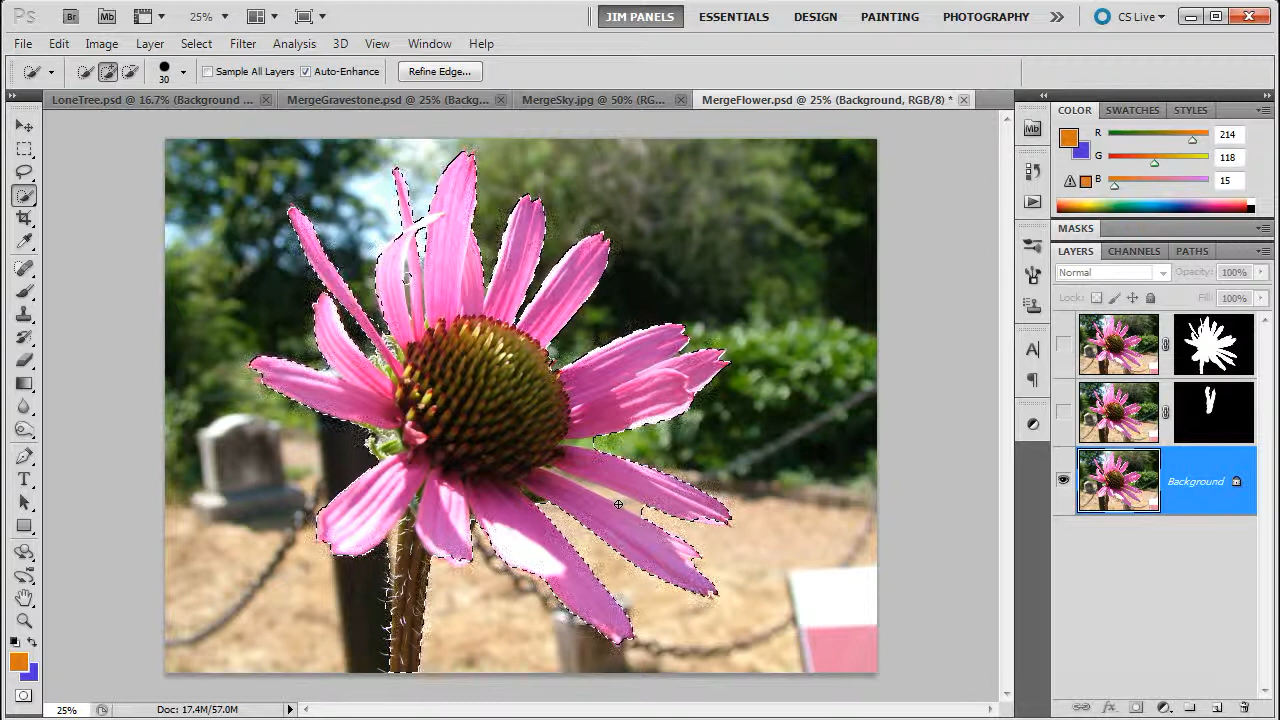 Ps Br Mb 25% JIM PANELS ESSENTIALS DESIGN PAINTING PHOTOGRAPHY CS Live
File Edit Image Layer Select Filter Analysis 3D View Window Help
30 Sample All Layers Auto-Enhance Refine Edge...
LoneTree.psd @ 16.7% (Background ... MergeGravestone.psd @ 25% (Backg... MergeSky.jpg @ 50% (RG... MergeFlower.psd @ 25% (Background, RGB/8) *
COLOR SWATCHES STYLES
Mb
R 214
G 118
B 15
MASKS
LAYERS CHANNELS PATHS
Normal Opacity: 100%
Lock: Fill: 100%
A
T
Background
25% Doc: 17.4M/57.0M
fx